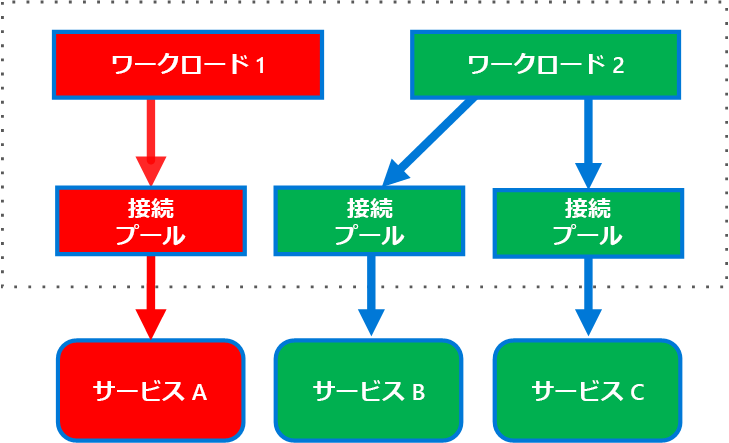 ワークロード 1
ワークロード 2
接続
プール
接続
プール
接続
プール
サービス A
サービス B
サービス C